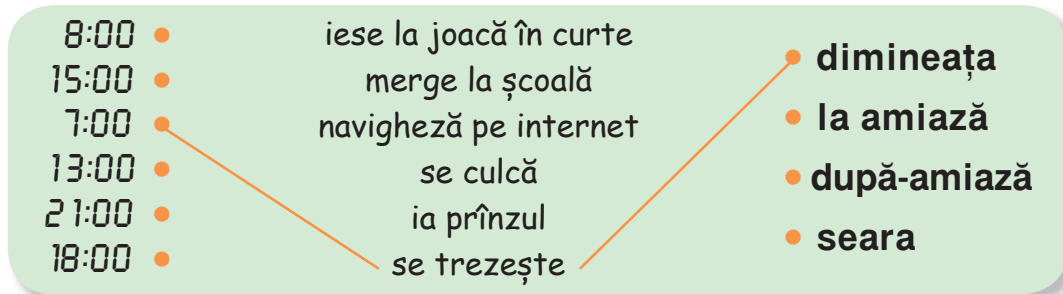 8:00 iese la joacă în curte
15:00 merge la școală
7:00 navigheză pe internet
13:00 se culcă
21:00 ia prînzul
18:00 se trezește
dimineața
la amiază
după-amiază
seara